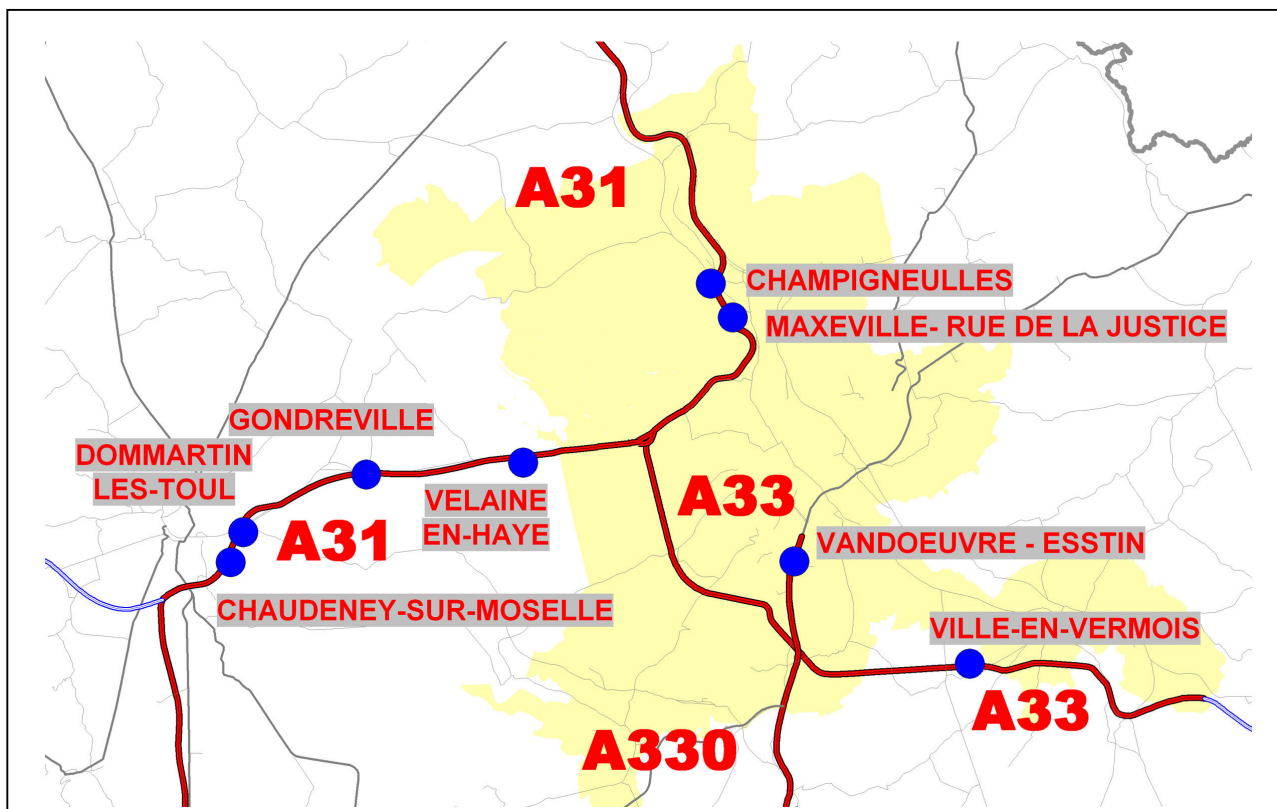 A31
CHAMPIGNEULLES
MAXEVILLE- RUE DE LA JUSTICE
GONDREVILLE
DOMMARTIN
LES-TOUL
VELAINE
EN-HAYE
A33
A31
VANDOEUVRE - ESSTIN
CHAUDENEY-SUR-MOSELLE
VILLE-EN-VERMOIS
A33
A330